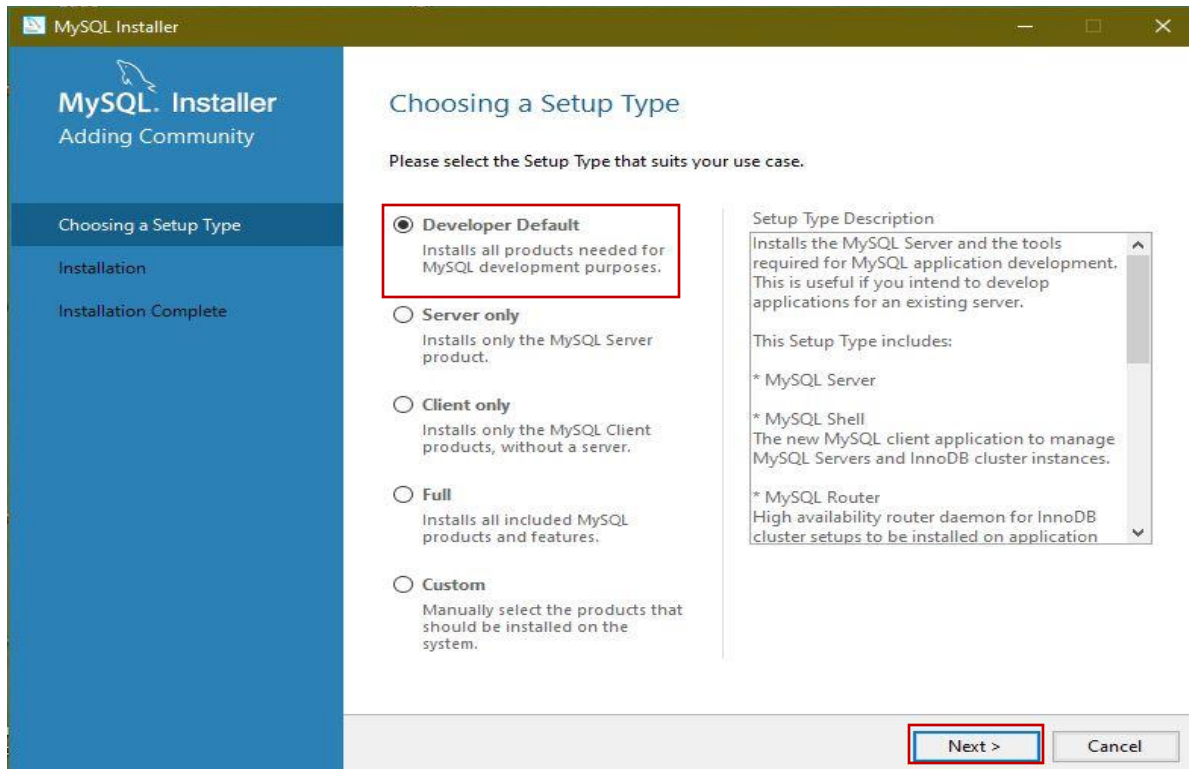 MySQL Installer
MySQL. Installer
Adding Community
Choosing a Setup Type
Installation
Installation Complete
Choosing a Setup Type
Please select the Setup Type that suits your use case.
Developer Default
Installs all products needed for
MySQL development purposes.
Server only
Installs only the MySQL Server
product.
Client only
Installs only the MySQL Client
products, without a server.
Full
Installs all included MySQL
products and features.
Custom
Manually select the products that
should be installed on the
system.
Setup Type Description
Installs the MySQL Server and the tools
required for MySQL application development.
This is useful if you intend to develop
applications for an existing server.
This Setup Type includes:
* MySQL Server
* MySQL Shell
The new MySQL client application to manage
MySQL Servers and InnoDB cluster instances.
* MySQL Router
High availability router daemon for InnoDB
cluster setups to be installed on application
Next >
Cancel